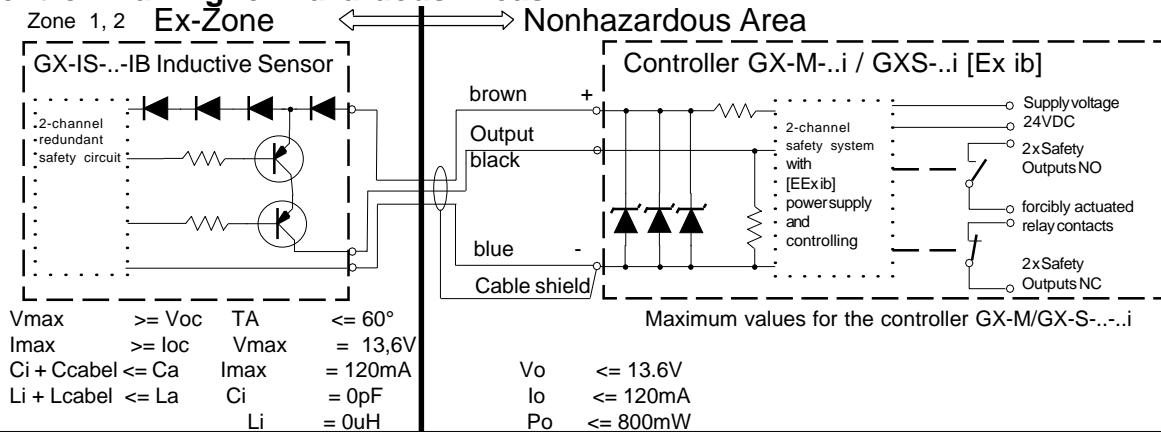 Zone 1, 2 Ex-Zone Nonhazardous Area
GX-IS-..-IB Inductive Sensor
2-channel
redundant
safety circuit
brown +
Output
black
blue -
Cable shield
Controller GX-M-..i / GXS-..i [Ex ib]
2-channel
safety system
with
[EEx ib]
power supply
and
controlling
Supply voltage
24VDC
2 x Safety
Outputs NO
forcibly actuated
relay contacts
2 x Safety
Outputs NC
Vmax >= Voc TA <= 60°
Imax >= Ioc Vmax = 13,6V
Ci + Ccabel <= Ca Imax = 120mA
Li + Lcabel <= La Ci = 0pF
Li = 0uH
Maximum values for the controller GX-M/GX-S-..-..i
Vo <= 13.6V
Io <= 120mA
Po <= 800mW